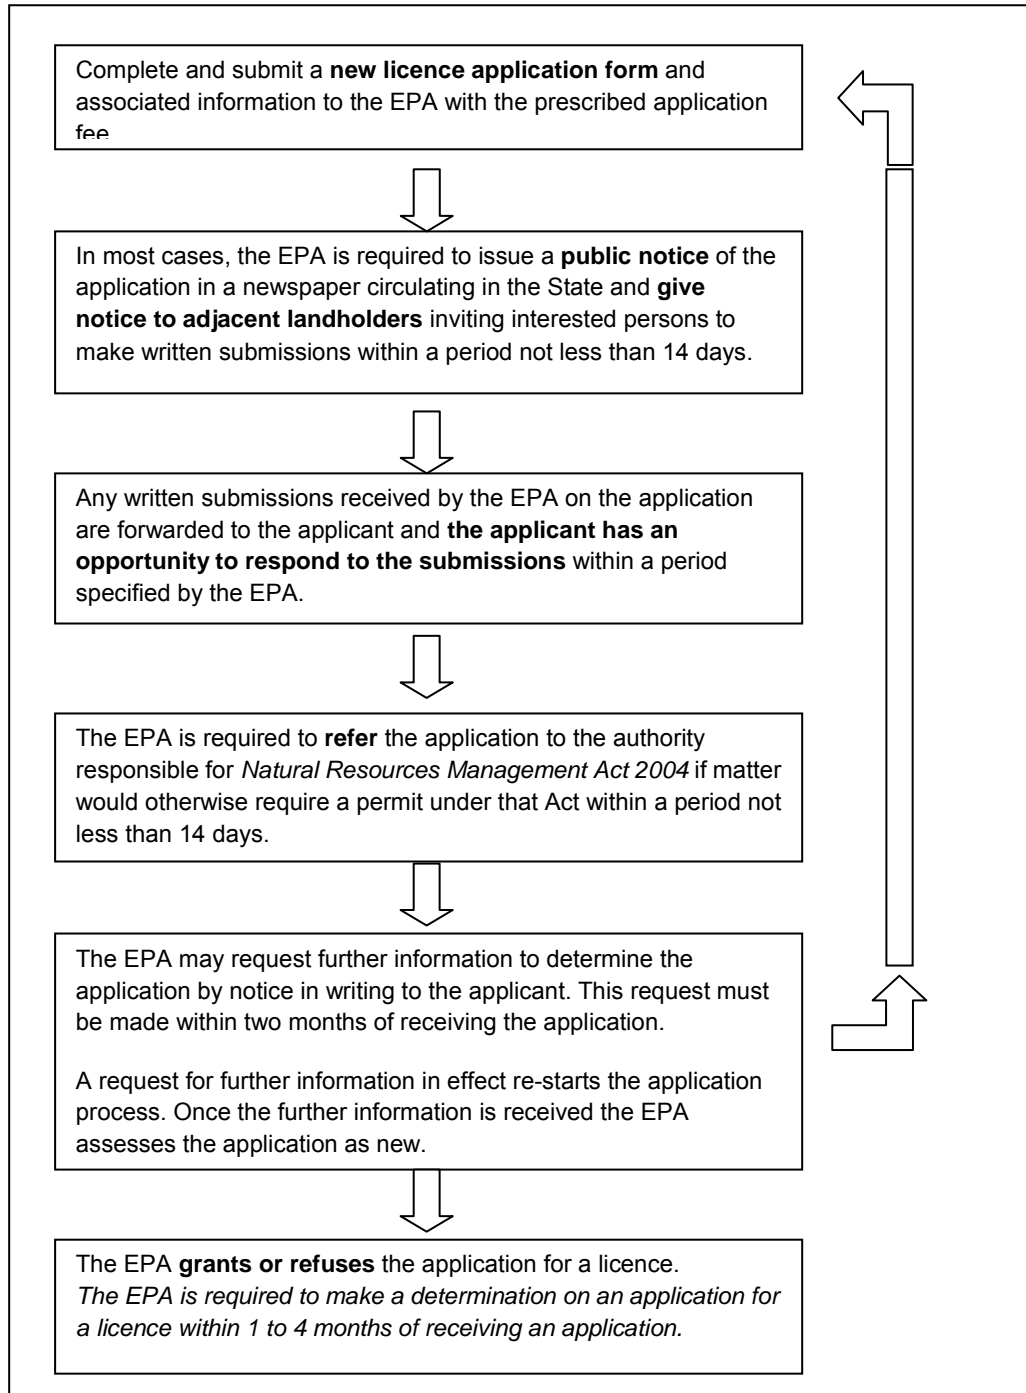 Complete and submit a new licence application form and
associated information to the EPA with the prescribed application
fee
In most cases, the EPA is required to issue a public notice of the
application in a newspaper circulating in the State and give
notice to adjacent landholders inviting interested persons to
make written submissions within a period not less than 14 days.
Any written submissions received by the EPA on the application
are forwarded to the applicant and the applicant has an
opportunity to respond to the submissions within a period
specified by the EPA.
The EPA is required to refer the application to the authority
responsible for Natural Resources Management Act 2004 if matter
would otherwise require a permit under that Act within a period not
less than 14 days.
The EPA may request further information to determine the
application by notice in writing to the applicant. This request must
be made within two months of receiving the application.
A request for further information in effect re-starts the application
process. Once the further information is received the EPA
assesses the application as new.
The EPA grants or refuses the application for a licence.
The EPA is required to make a determination on an application for
a licence within 1 to 4 months of receiving an application.